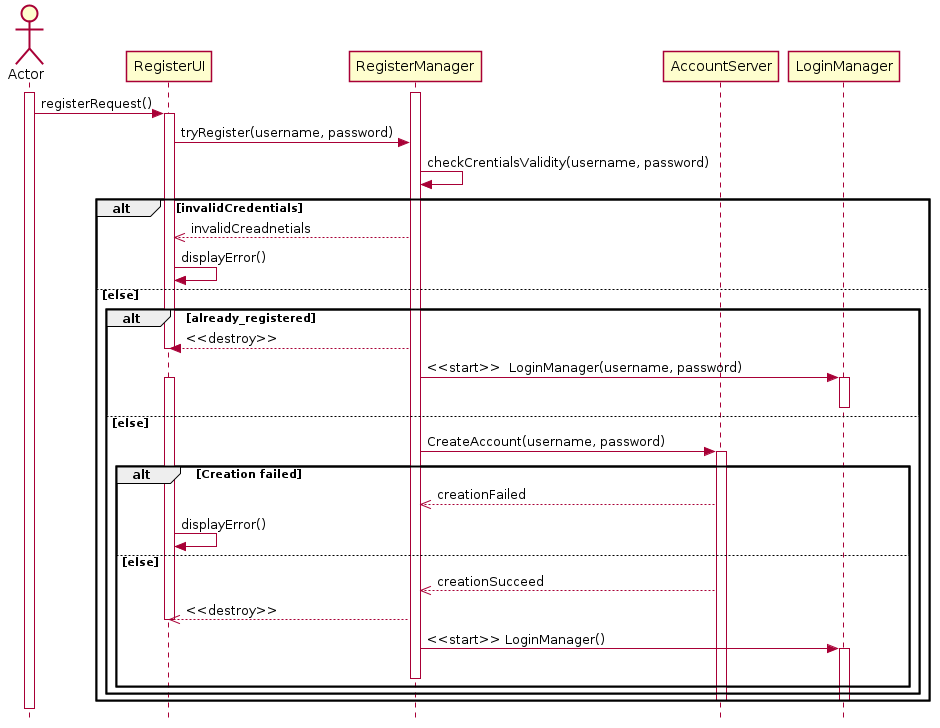 Actor
RegisterUI
RegisterManager
AccountServer
LoginManager
registerRequest()
tryRegister(username, password)
checkCrentialsValidity(username, password)
alt [invalidCredentials]
invalidCreadnetials
displayError()
[else]
alt [already_registered]
<<destroy>>
<<start>> LoginManager(username, password)
[else]
CreateAccount(username, password)
alt [Creation failed]
creationFailed
displayError()
[else]
creationSucceed
<<destroy>>
<<start>> LoginManager()